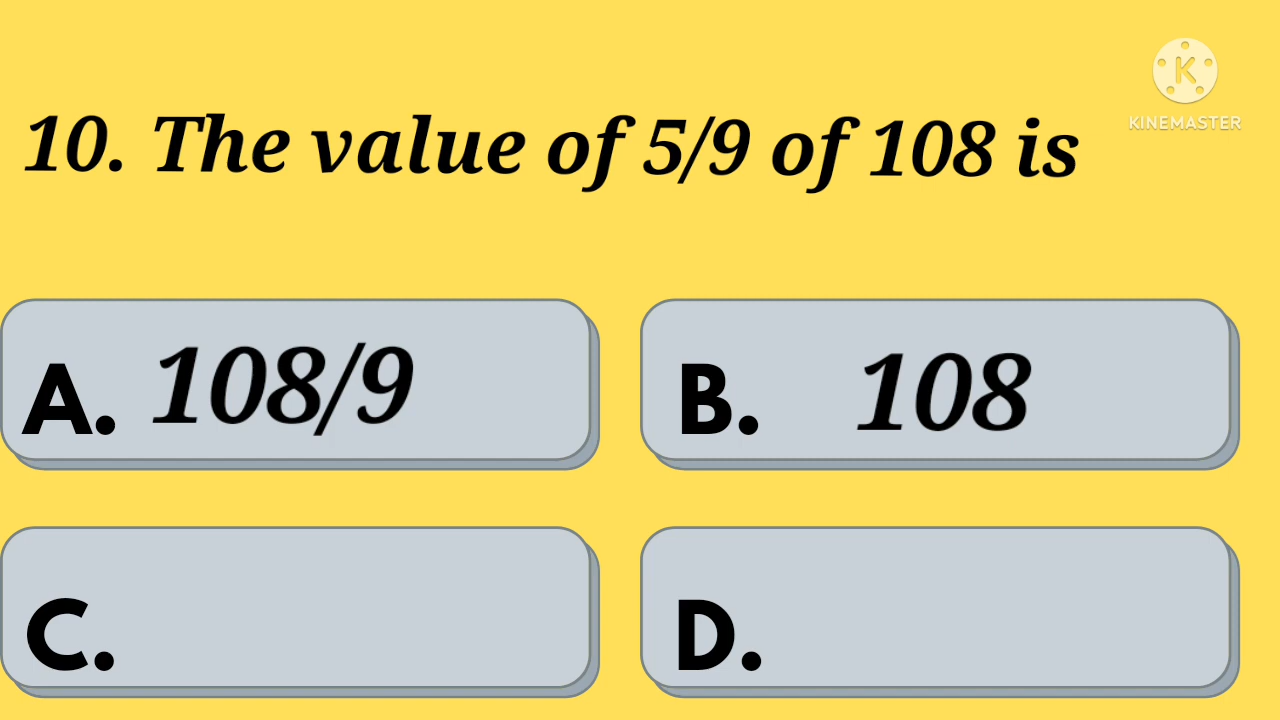 K
KINEMASTER
10. The value of 5/9 of 108 is
A. 108/9
B. 108
C.
D.